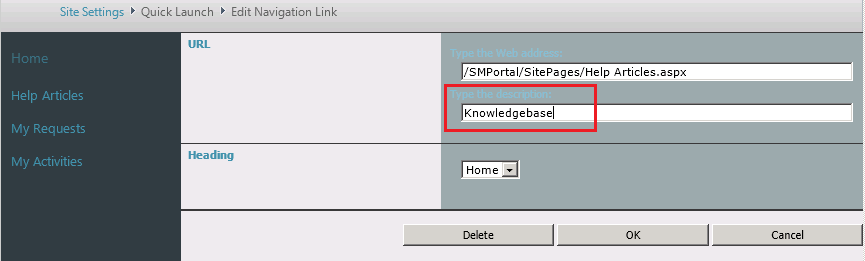 Site Settings ▸ Quick Launch ▸ Edit Navigation Link
Home
Help Articles
My Requests
My Activities
URL
Type the Web address:
/SMPortal/SitePages/Help Articles.aspx
Type the description:
Knowledgebase
Heading
Home
Delete
OK
Cancel